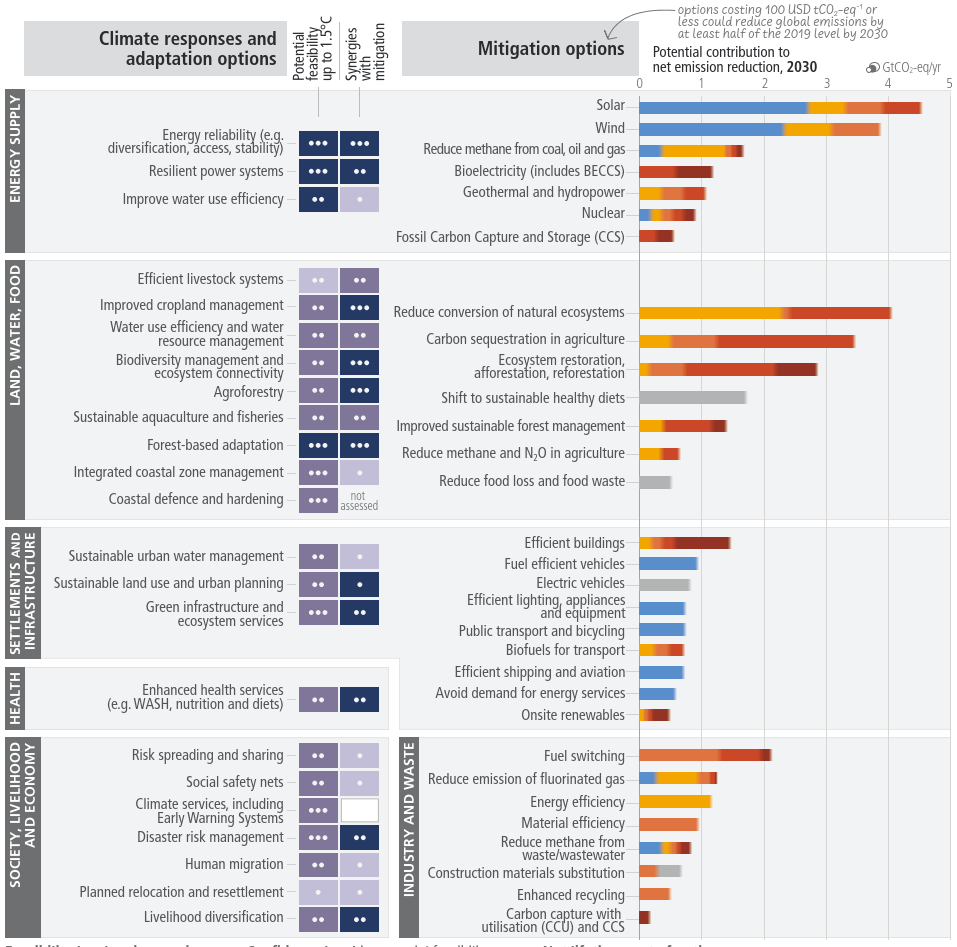 Climate responses and
adaptation options
Potential
feasibility
up to 1.5°C
Synergies
with
mitigation
Mitigation options
options costing 100 USD tCO₂-eq⁻¹ or
less could reduce global emissions by
at least half of the 2019 level by 2030
Potential contribution to
net emission reduction, 2030
GtCO₂-eq/yr
0 1 2 3 4 5
ENERGY SUPPLY
Energy reliability (e.g.
diversification, access, stability)
Resilient power systems
Improve water use efficiency
Solar
Wind
Reduce methane from coal, oil and gas
Bioelectricity (includes BECCS)
Geothermal and hydropower
Nuclear
Fossil Carbon Capture and Storage (CCS)
LAND, WATER, FOOD
Efficient livestock systems
Improved cropland management
Water use efficiency and water
resource management
Biodiversity management and
ecosystem connectivity
Agroforestry
Sustainable aquaculture and fisheries
Forest-based adaptation
Integrated coastal zone management
Coastal defence and hardening
not
assessed
Reduce conversion of natural ecosystems
Carbon sequestration in agriculture
Ecosystem restoration,
afforestation, reforestation
Shift to sustainable healthy diets
Improved sustainable forest management
Reduce methane and N₂O in agriculture
Reduce food loss and food waste
SETTLEMENTS AND
INFRASTRUCTURE
Sustainable urban water management
Sustainable land use and urban planning
Green infrastructure and
ecosystem services
Efficient buildings
Fuel efficient vehicles
Electric vehicles
Efficient lighting, appliances
and equipment
Public transport and bicycling
Biofuels for transport
Efficient shipping and aviation
Avoid demand for energy services
Onsite renewables
HEALTH
Enhanced health services
(e.g. WASH, nutrition and diets)
SOCIETY, LIVELIHOOD
AND ECONOMY
Risk spreading and sharing
Social safety nets
Climate services, including
Early Warning Systems
Disaster risk management
Human migration
Planned relocation and resettlement
Livelihood diversification
INDUSTRY AND WASTE
Fuel switching
Reduce emission of fluorinated gas
Energy efficiency
Material efficiency
Reduce methane from
waste/wastewater
Construction materials substitution
Enhanced recycling
Carbon capture with
utilisation (CCU) and CCS